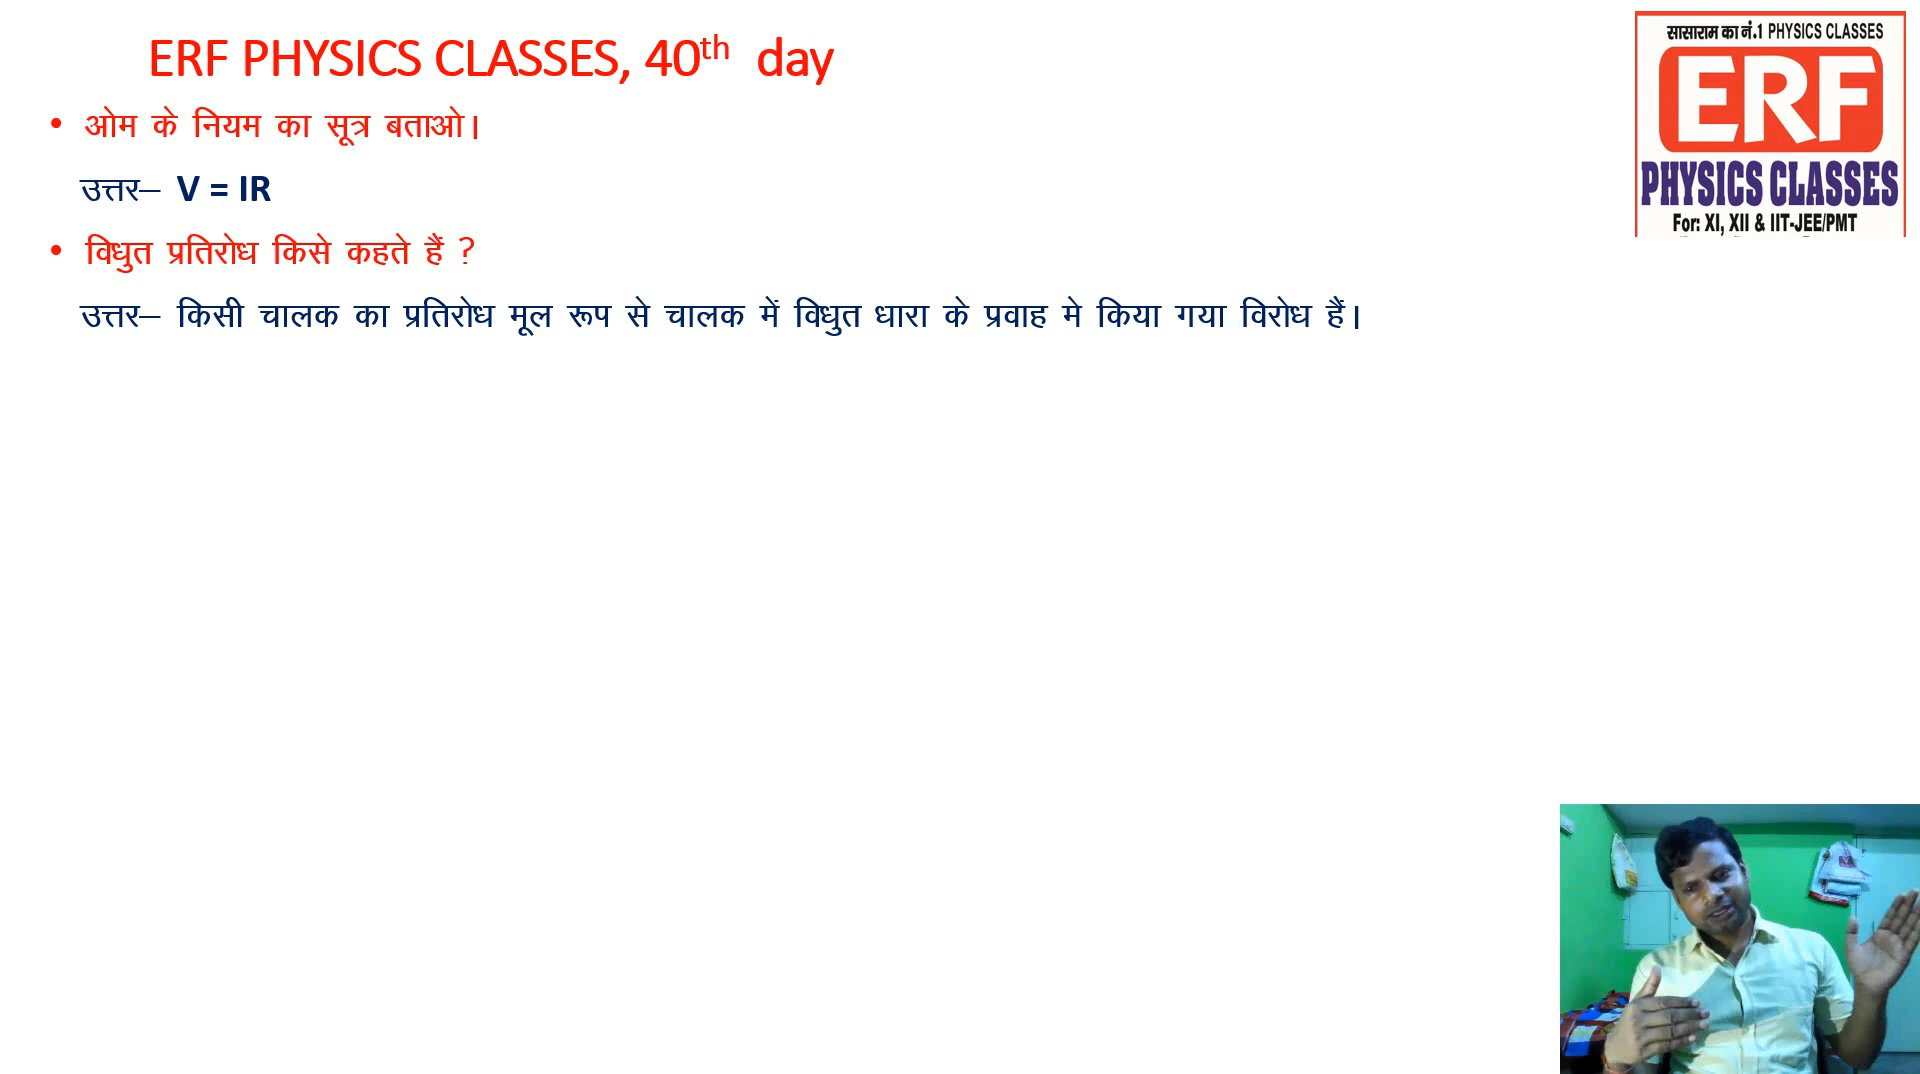 ERF PHYSICS CLASSES, 40th day
• ओम के नियम का सूत्र बताओ।
उत्तर– V = IR
• विधुत प्रतिरोध किसे कहते हैं ?
उत्तर– किसी चालक का प्रतिरोध मूल रूप से चालक में विधुत धारा के प्रवाह मे किया गया विरोध हैं।
सासाराम का नं.1 PHYSICS CLASSES
ERF
PHYSICS CLASSES
For: XI, XII & IIT-JEE/PMT